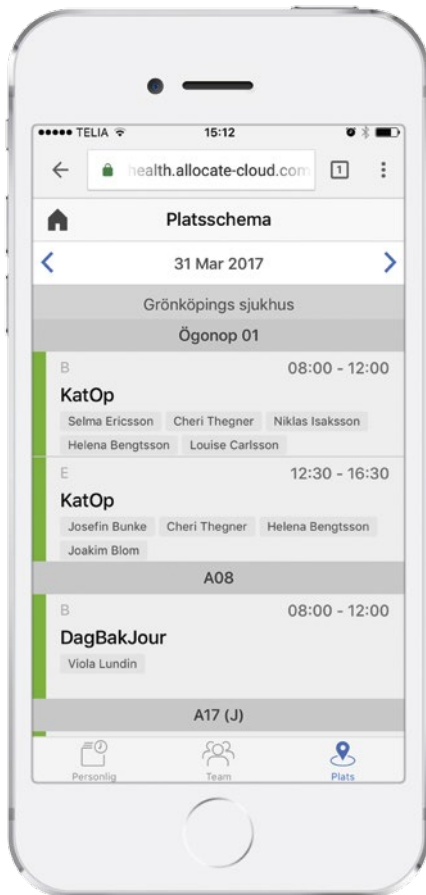 TELIA 15:12
health.allocate-cloud.com 1
Platsschema
31 Mar 2017
Grönköpings sjukhus
Ögonop 01
B 08:00 - 12:00
KatOp
Selma Ericsson Cheri Thegner Niklas Isaksson
Helena Bengtsson Louise Carlsson
E 12:30 - 16:30
KatOp
Josefin Bunke Cheri Thegner Helena Bengtsson
Joakim Blom
A08
B 08:00 - 12:00
DagBakJour
Viola Lundin
A17 (J)
Personlig Team Plats